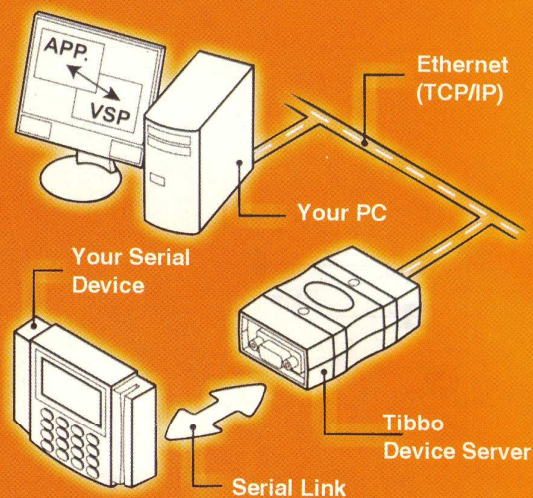 APP.
VSP
Ethernet
(TCP/IP)
Your PC
Your Serial
Device
Tibbo
Device Server
Serial Link